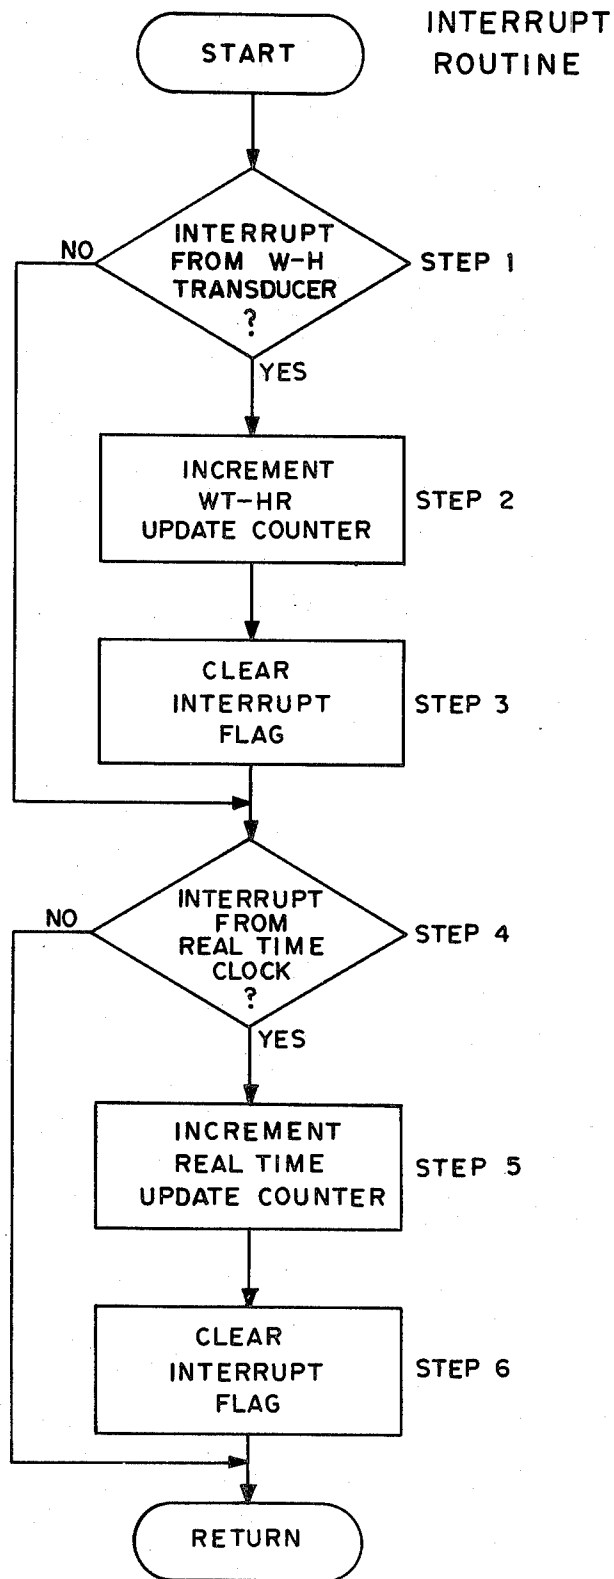 INTERRUPT
ROUTINE
START
INTERRUPT
FROM W-H
TRANSDUCER
?
NO
STEP 1
YES
INCREMENT
WT-HR
UPDATE COUNTER
STEP 2
CLEAR
INTERRUPT
FLAG
STEP 3
INTERRUPT
FROM
REAL TIME
CLOCK
?
NO
STEP 4
YES
INCREMENT
REAL TIME
UPDATE COUNTER
STEP 5
CLEAR
INTERRUPT
FLAG
STEP 6
RETURN